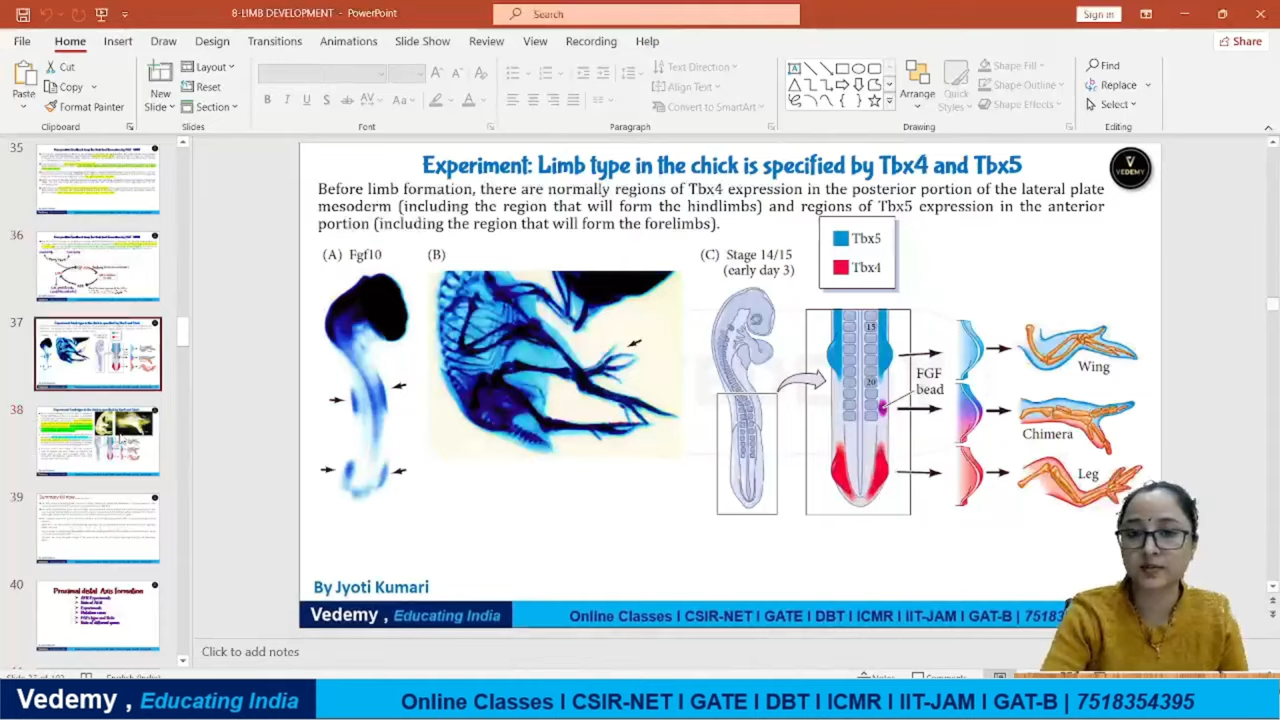 8-LIMB DEVELOPMENT - PowerPoint
Search
Sign in
File Home Insert Draw Design Transitions Animations Slide Show Review View Recording Help
Share
Paste
Cut
Copy
Format Painter
Clipboard
New Slide
Layout
Reset
Section
Slides
Font
Text Direction
Align Text
Convert to SmartArt
Paragraph
Arrange
Quick Styles
Shape Fill
Shape Outline
Shape Effects
Drawing
Find
Replace
Select
Editing
35
36
37
38
39
40
Proximal distal Axis formation
Experiment: Limb type in the chick is specified by Tbx4 and Tbx5
VEDEMY
Before limb formation, there are normally regions of Tbx4 expression in the posterior portion of the lateral plate
mesoderm (including the region that will form the hindlimbs) and regions of Tbx5 expression in the anterior
portion (including the region that will form the forelimbs).
(A) Fgf10
(B)
(C) Stage 14/15
(early day 3)
Tbx5
Tbx4
15
20
FGF
bead
Wing
Chimera
Leg
By Jyoti Kumari
Vedemy , Educating India
Online Classes I CSIR-NET I GATE I DBT I ICMR I IIT-JAM I GAT-B I 7518
Click to add notes
Vedemy , Educating India
Online Classes I CSIR-NET I GATE I DBT I ICMR I IIT-JAM I GAT-B I 7518354395